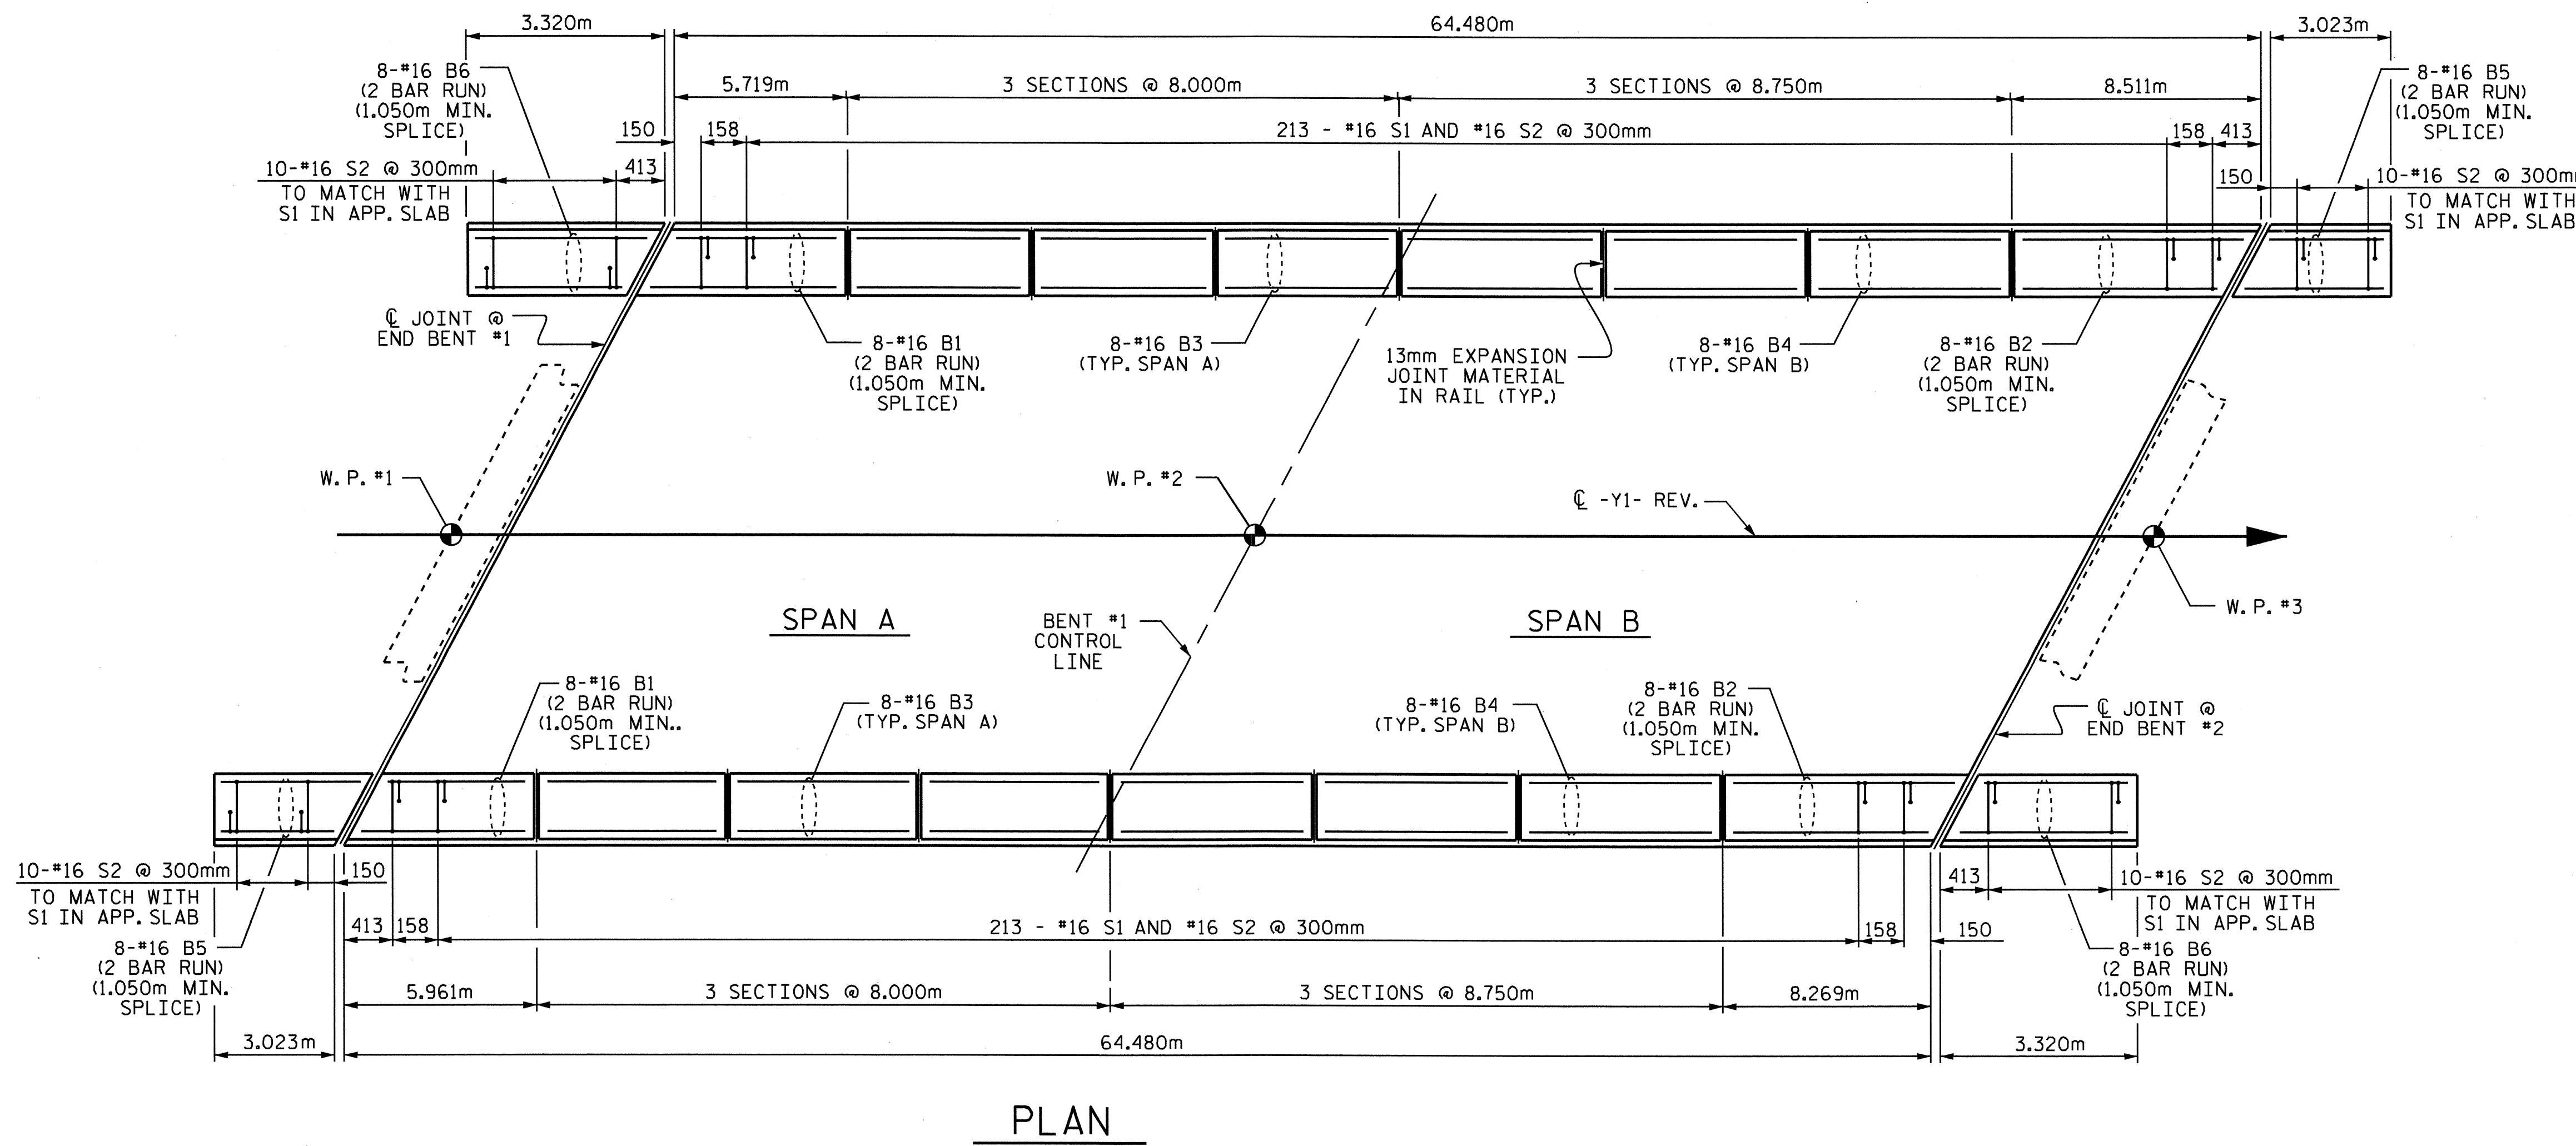 3.320m
64.480m
3.023m
8-#16 B6
(2 BAR RUN)
(1.050m MIN.
SPLICE)
5.719m
3 SECTIONS @ 8.000m
3 SECTIONS @ 8.750m
8.511m
8-#16 B5
(2 BAR RUN)
(1.050m MIN.
SPLICE)
150
158
213 - #16 S1 AND #16 S2 @ 300mm
158
413
10-#16 S2 @ 300mm
TO MATCH WITH
S1 IN APP. SLAB
413
150
10-#16 S2 @ 300m
TO MATCH WITH
S1 IN APP. SLAB
℄ JOINT @
END BENT #1
8-#16 B1
(2 BAR RUN)
(1.050m MIN.
SPLICE)
8-#16 B3
(TYP. SPAN A)
13mm EXPANSION
JOINT MATERIAL
IN RAIL (TYP.)
8-#16 B4
(TYP. SPAN B)
8-#16 B2
(2 BAR RUN)
(1.050m MIN.
SPLICE)
W. P. #1
W. P. #2
℄ -Y1- REV.
W. P. #3
SPAN A
BENT #1
CONTROL
LINE
SPAN B
8-#16 B1
(2 BAR RUN)
(1.050m MIN..
SPLICE)
8-#16 B3
(TYP. SPAN A)
8-#16 B4
(TYP. SPAN B)
8-#16 B2
(2 BAR RUN)
(1.050m MIN.
SPLICE)
℄ JOINT @
END BENT #2
10-#16 S2 @ 300mm
TO MATCH WITH
S1 IN APP. SLAB
150
413
10-#16 S2 @ 300mm
TO MATCH WITH
S1 IN APP. SLAB
413
158
213 - #16 S1 AND #16 S2 @ 300mm
158
150
8-#16 B5
(2 BAR RUN)
(1.050m MIN.
SPLICE)
8-#16 B6
(2 BAR RUN)
(1.050m MIN.
SPLICE)
5.961m
3 SECTIONS @ 8.000m
3 SECTIONS @ 8.750m
8.269m
3.023m
64.480m
3.320m
PLAN